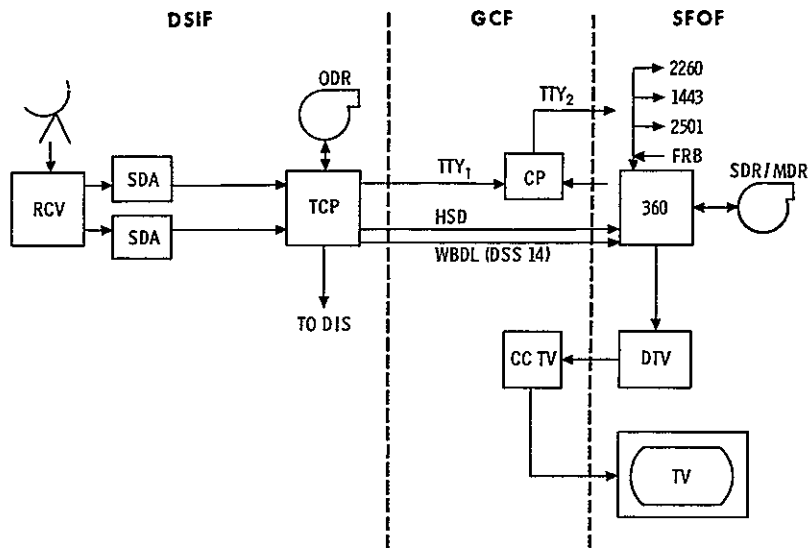 DSIF
GCF
SFOF
ODR
TTY2
2260
1443
2501
FRB
SDA
TTY1
CP
SDR/MDR
RCV
TCP
360
SDA
HSD
WBDL (DSS 14)
TO DIS
CC TV
DTV
TV